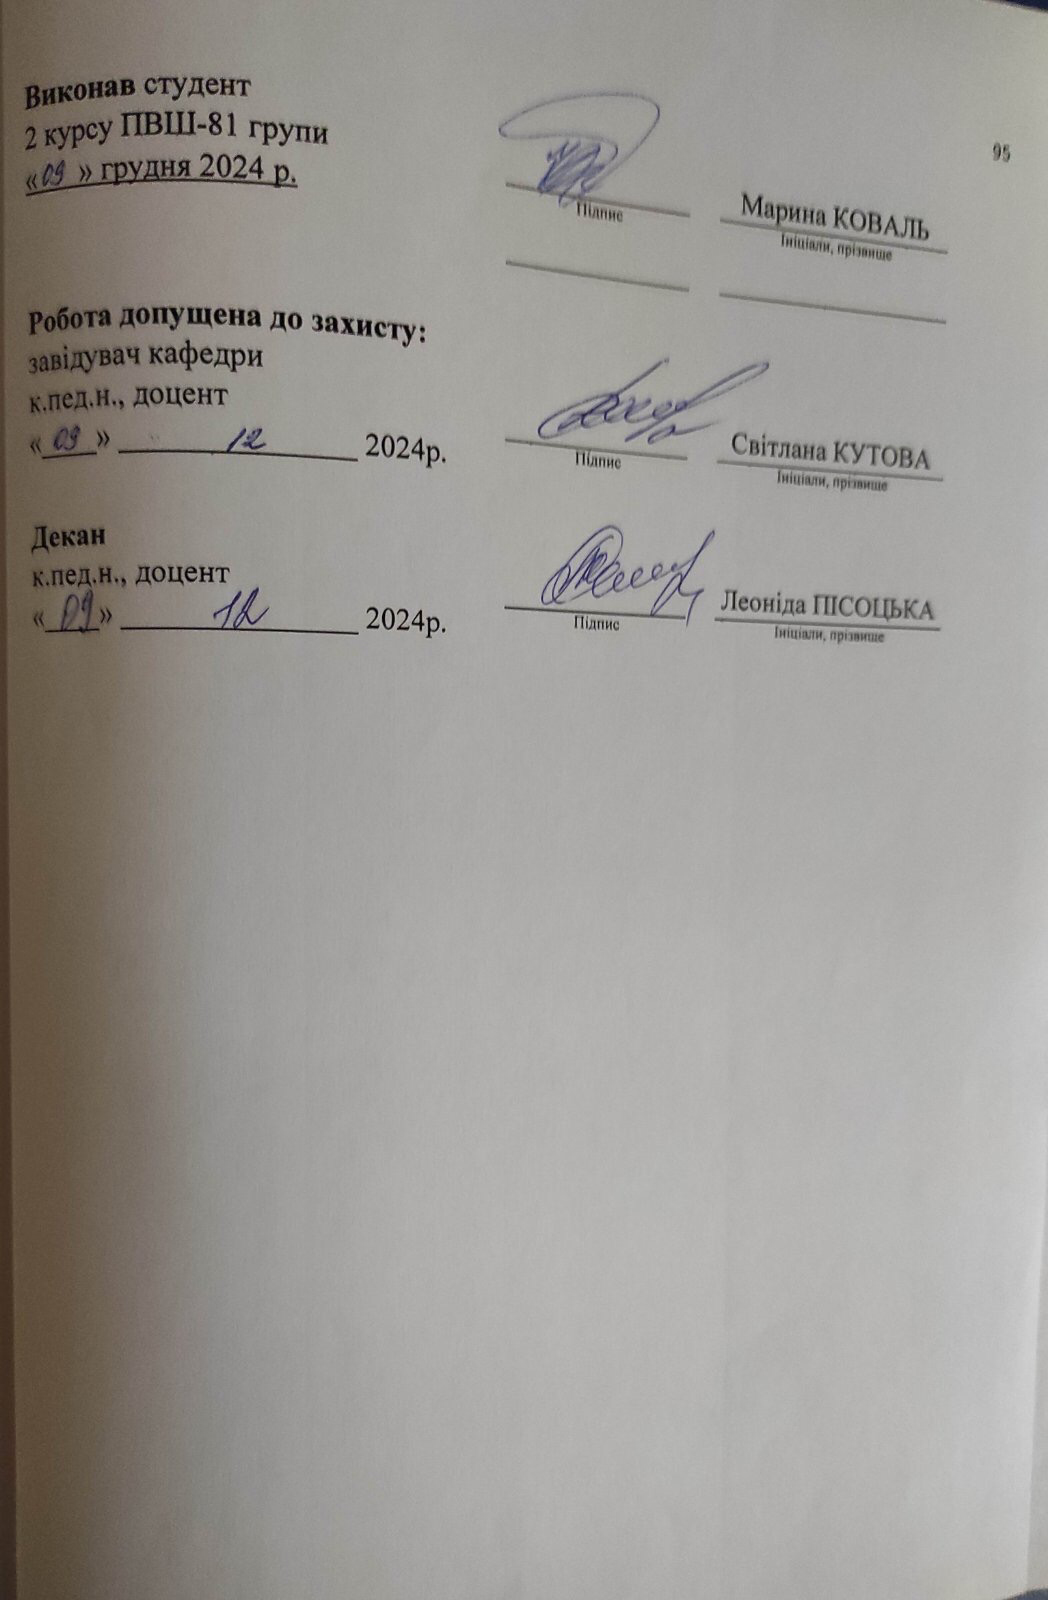 95
Виконав студент
2 курсу ПВШ-81 групи
«09» грудня 2024 р.
Підпис
Марина КОВАЛЬ
Ініціали, прізвище
Робота допущена до захисту:
завідувач кафедри
к.пед.н., доцент
«09» 12 2024р.
Підпис
Світлана КУТОВА
Ініціали, прізвище
Декан
к.пед.н., доцент
«09» 12 2024р.
Підпис
Леоніда ПІСОЦЬКА
Ініціали, прізвище